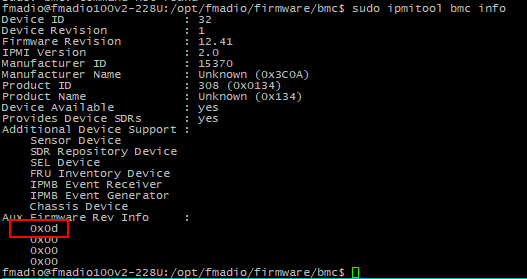 fmadio@fmadio100v2-228U:/opt/fmadio/firmware/bmc$ sudo ipmitool bmc info
Device ID                 : 32
Device Revision           : 1
Firmware Revision         : 12.41
IPMI Version              : 2.0
Manufacturer ID           : 15370
Manufacturer Name         : Unknown (0x3C0A)
Product ID                : 308 (0x0134)
Product Name              : Unknown (0x134)
Device Available          : yes
Provides Device SDRs      : yes
Additional Device Support :
    Sensor Device
    SDR Repository Device
    SEL Device
    FRU Inventory Device
    IPMB Event Receiver
    IPMB Event Generator
    Chassis Device
Aux Firmware Rev Info     :
    0x0d
    0x00
    0x00
    0x00
fmadio@fmadio100v2-228U:/opt/fmadio/firmware/bmc$